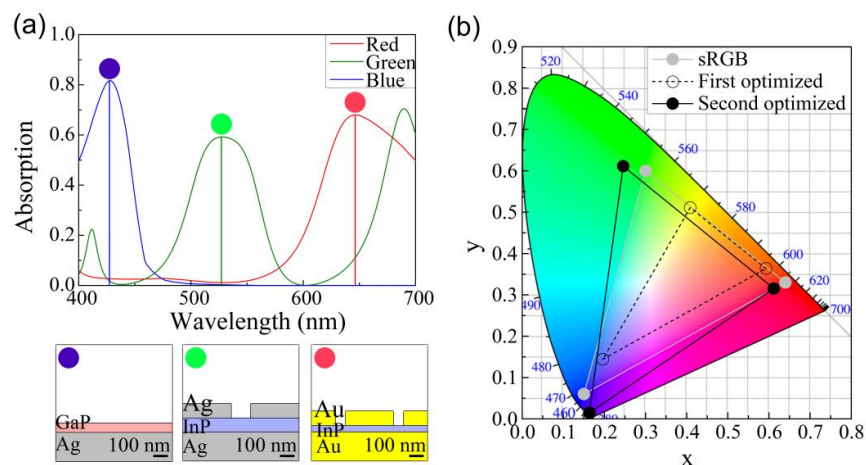 (a)
1.0
0.8
0.6
0.4
0.2
0.0
Absorption
Red
Green
Blue
400
500
600
700
Wavelength (nm)
GaP
Ag
100 nm
Ag
InP
Ag
100 nm
Au
InP
Au
100 nm
(b)
0.9
0.8
0.7
0.6
0.5
0.4
0.3
0.2
0.1
0.0
y
sRGB
First optimized
Second optimized
520
540
560
580
600
620
700
490
480
470
460
0.0
0.1
0.2
0.3
0.4
0.5
0.6
0.7
0.8
x